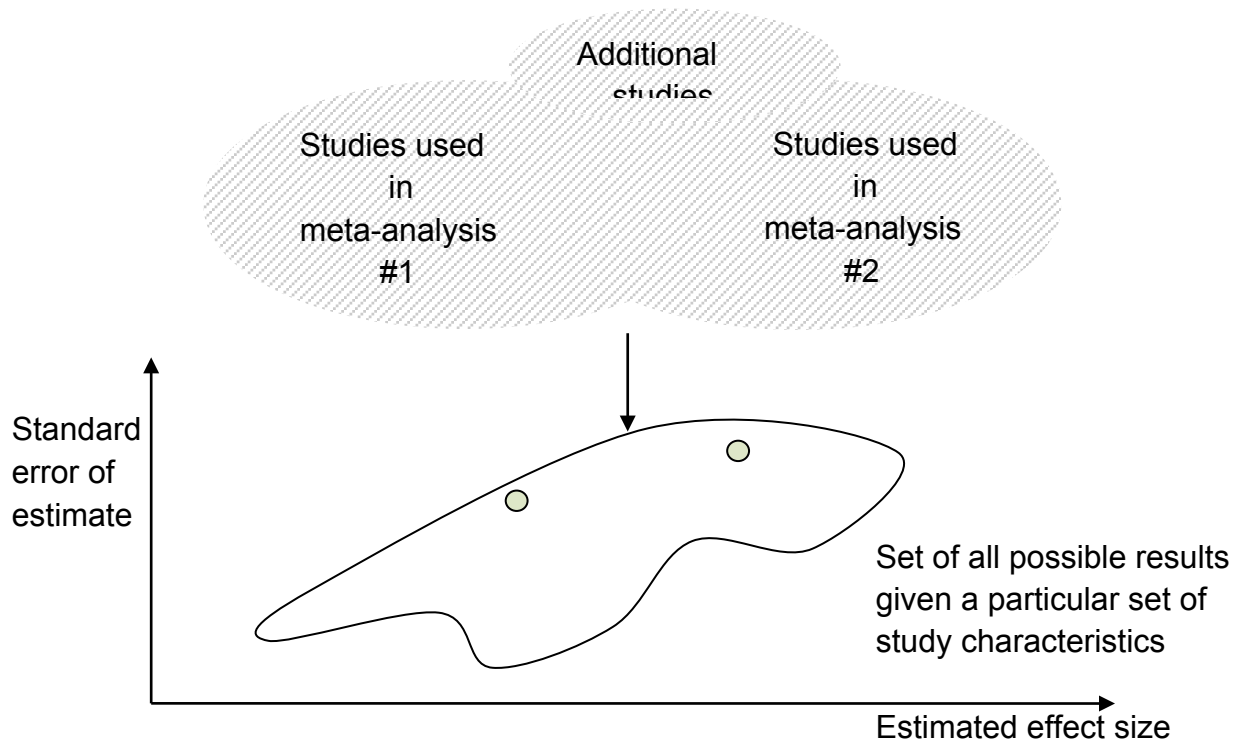 Additional
studies
Studies used
in
meta-analysis
#1
Studies used
in
meta-analysis
#2
Standard
error of
estimate
Set of all possible results
given a particular set of
study characteristics
Estimated effect size